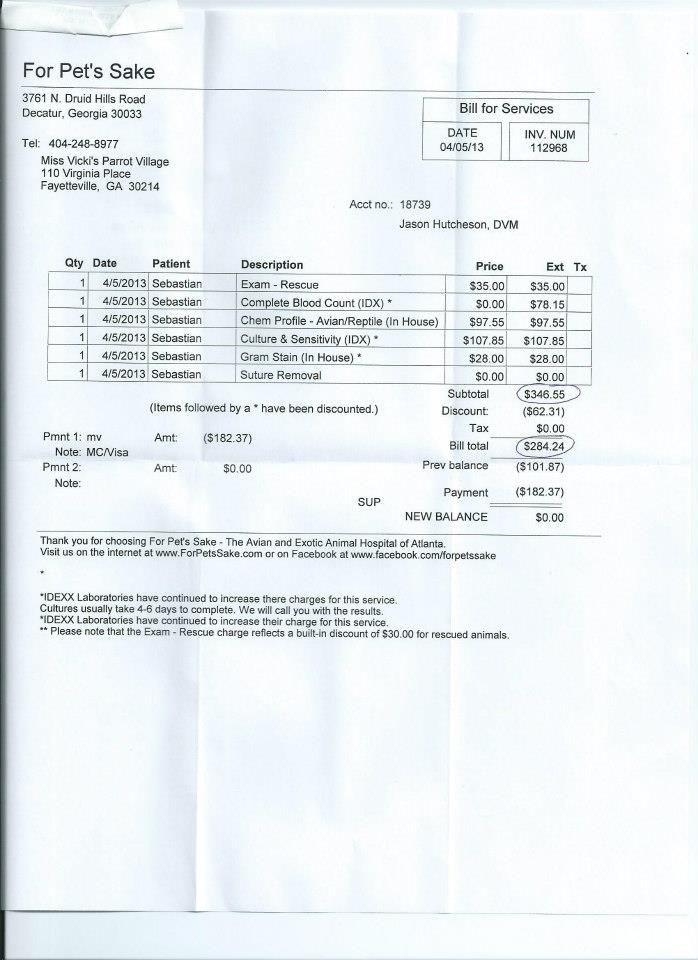 For Pet's Sake
3761 N. Druid Hills Road
Decatur, Georgia 30033
Bill for Services
DATE INV. NUM
04/05/13 112968
Tel: 404-248-8977
Miss Vicki's Parrot Village
110 Virginia Place
Fayetteville, GA 30214
Acct no.: 18739
Jason Hutcheson, DVM
Qty Date Patient Description Price Ext Tx
1 4/5/2013 Sebastian Exam - Rescue $35.00 $35.00
1 4/5/2013 Sebastian Complete Blood Count (IDX) * $0.00 $78.15
1 4/5/2013 Sebastian Chem Profile - Avian/Reptile (In House) $97.55 $97.55
1 4/5/2013 Sebastian Culture & Sensitivity (IDX) * $107.85 $107.85
1 4/5/2013 Sebastian Gram Stain (In House) * $28.00 $28.00
1 4/5/2013 Sebastian Suture Removal $0.00 $0.00
Subtotal $346.55
(Items followed by a * have been discounted.) Discount: ($62.31)
Tax $0.00
Pmnt 1: mv Amt: ($182.37)
Bill total $284.24
Note: MC/Visa
Pmnt 2: Amt: $0.00 Prev balance ($101.87)
Note:
Payment ($182.37)
SUP
NEW BALANCE $0.00
Thank you for choosing For Pet's Sake - The Avian and Exotic Animal Hospital of Atlanta.
Visit us on the internet at www.ForPetsSake.com or on Facebook at www.facebook.com/forpetssake
*
*IDEXX Laboratories have continued to increase there charges for this service.
Cultures usually take 4-6 days to complete. We will call you with the results.
*IDEXX Laboratories have continued to increase their charge for this service.
** Please note that the Exam - Rescue charge reflects a built-in discount of $30.00 for rescued animals.